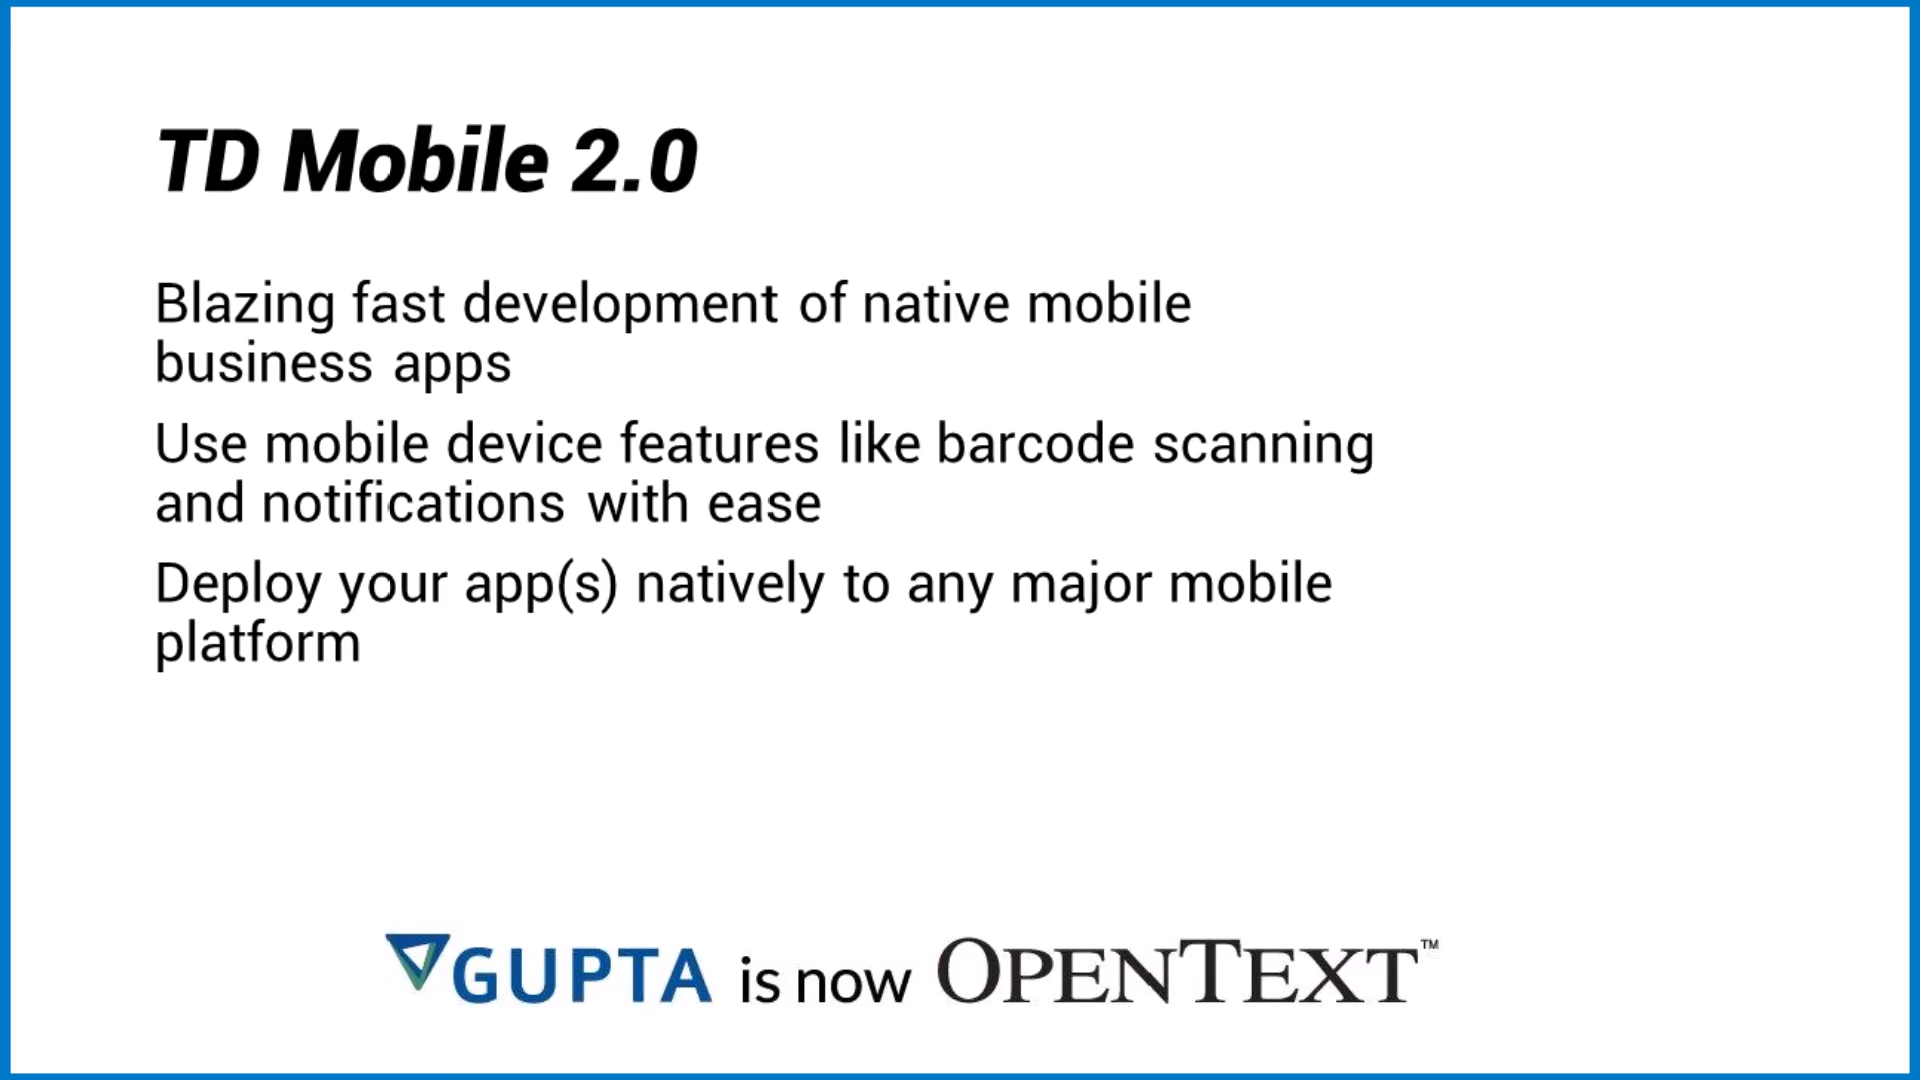 TD Mobile 2.0
Blazing fast development of native mobile
business apps
Use mobile device features like barcode scanning
and notifications with ease
Deploy your app(s) natively to any major mobile
platform
GUPTA is now OPENTEXT™